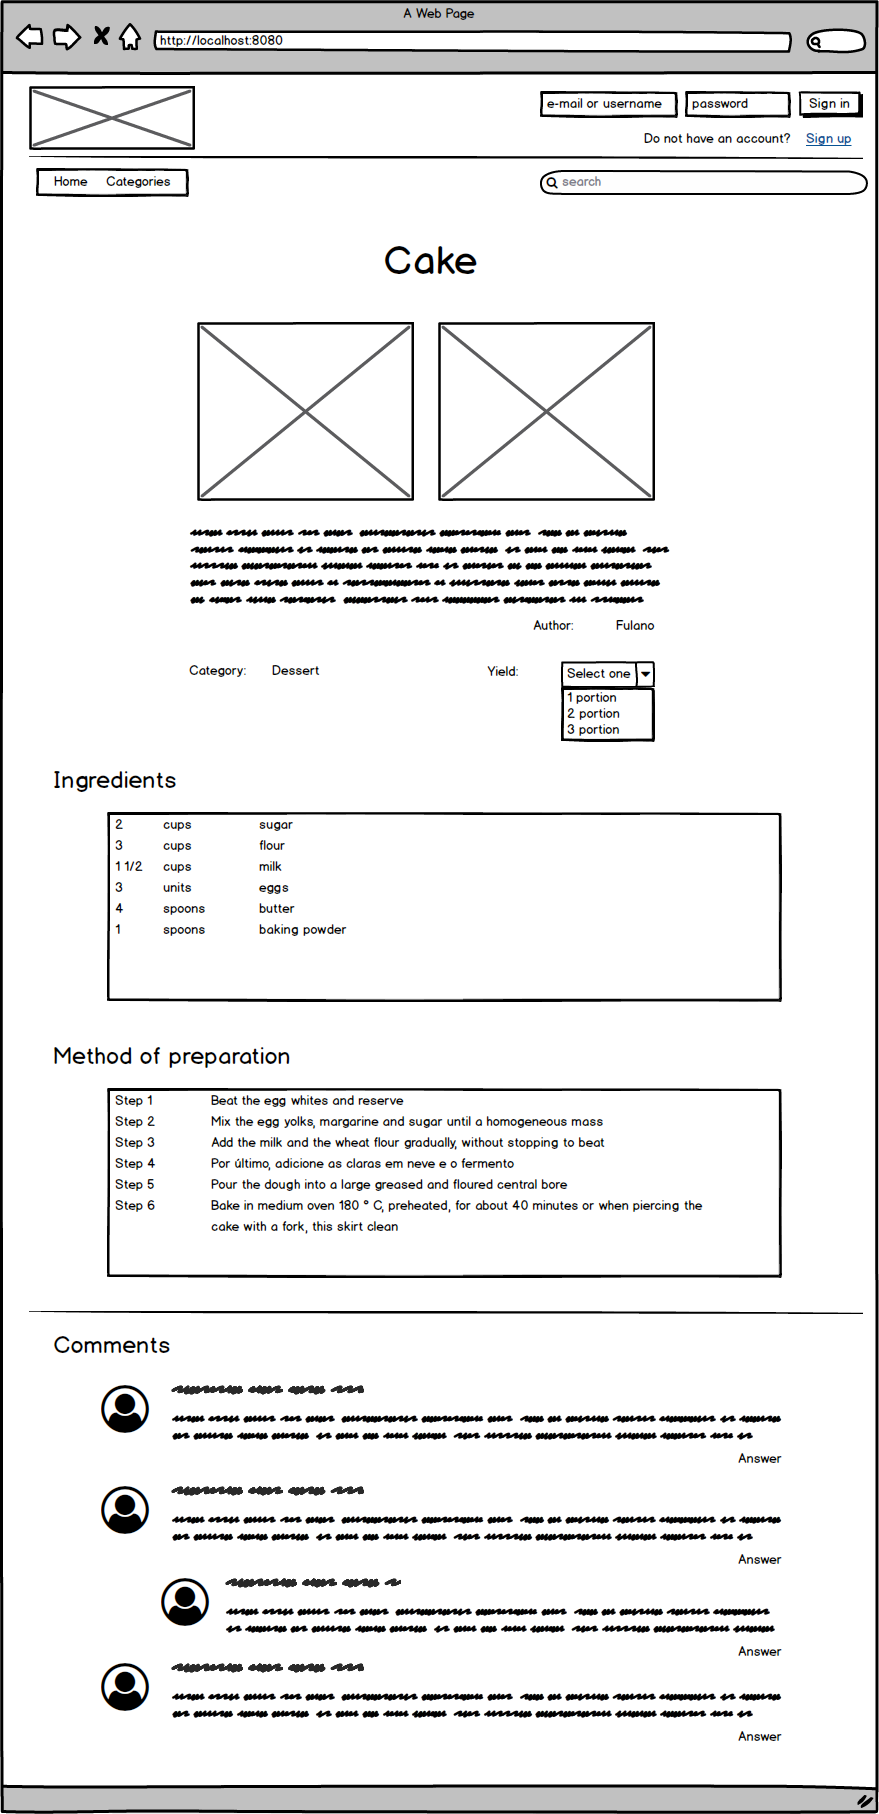 A Web Page
http://localhost:8080
e-mail or username password Sign in
Do not have an account? Sign up
Home Categories search
Cake
Author: Fulano
Category: Dessert Yield: Select one
1 portion
2 portion
3 portion
Ingredients
2 cups sugar
3 cups flour
1 1/2 cups milk
3 units eggs
4 spoons butter
1 spoons baking powder
Method of preparation
Step 1 Beat the egg whites and reserve
Step 2 Mix the egg yolks, margarine and sugar until a homogeneous mass
Step 3 Add the milk and the wheat flour gradually, without stopping to beat
Step 4 Por último, adicione as claras em neve e o fermento
Step 5 Pour the dough into a large greased and floured central bore
Step 6 Bake in medium oven 180 ° C, preheated, for about 40 minutes or when piercing the
cake with a fork, this skirt clean
Comments
Answer
Answer
Answer
Answer